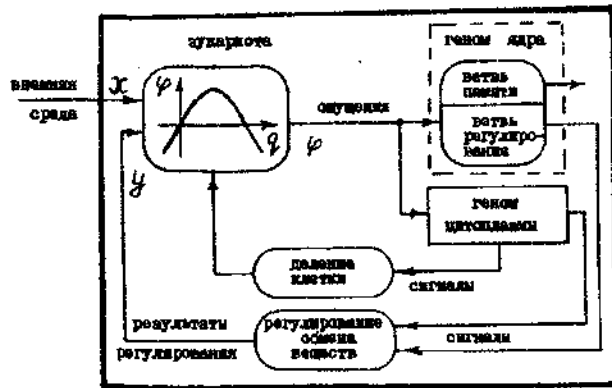 эукариота
геном ядра
внешняя
среда
x
φ
q
ощущения
φ
ветвь
памяти
ветвь
регулиро-
вания
y
геном
цитоплазмы
деление
клетки
сигналы
результаты
регулирования
регулирование
обмена
веществ
сигналы